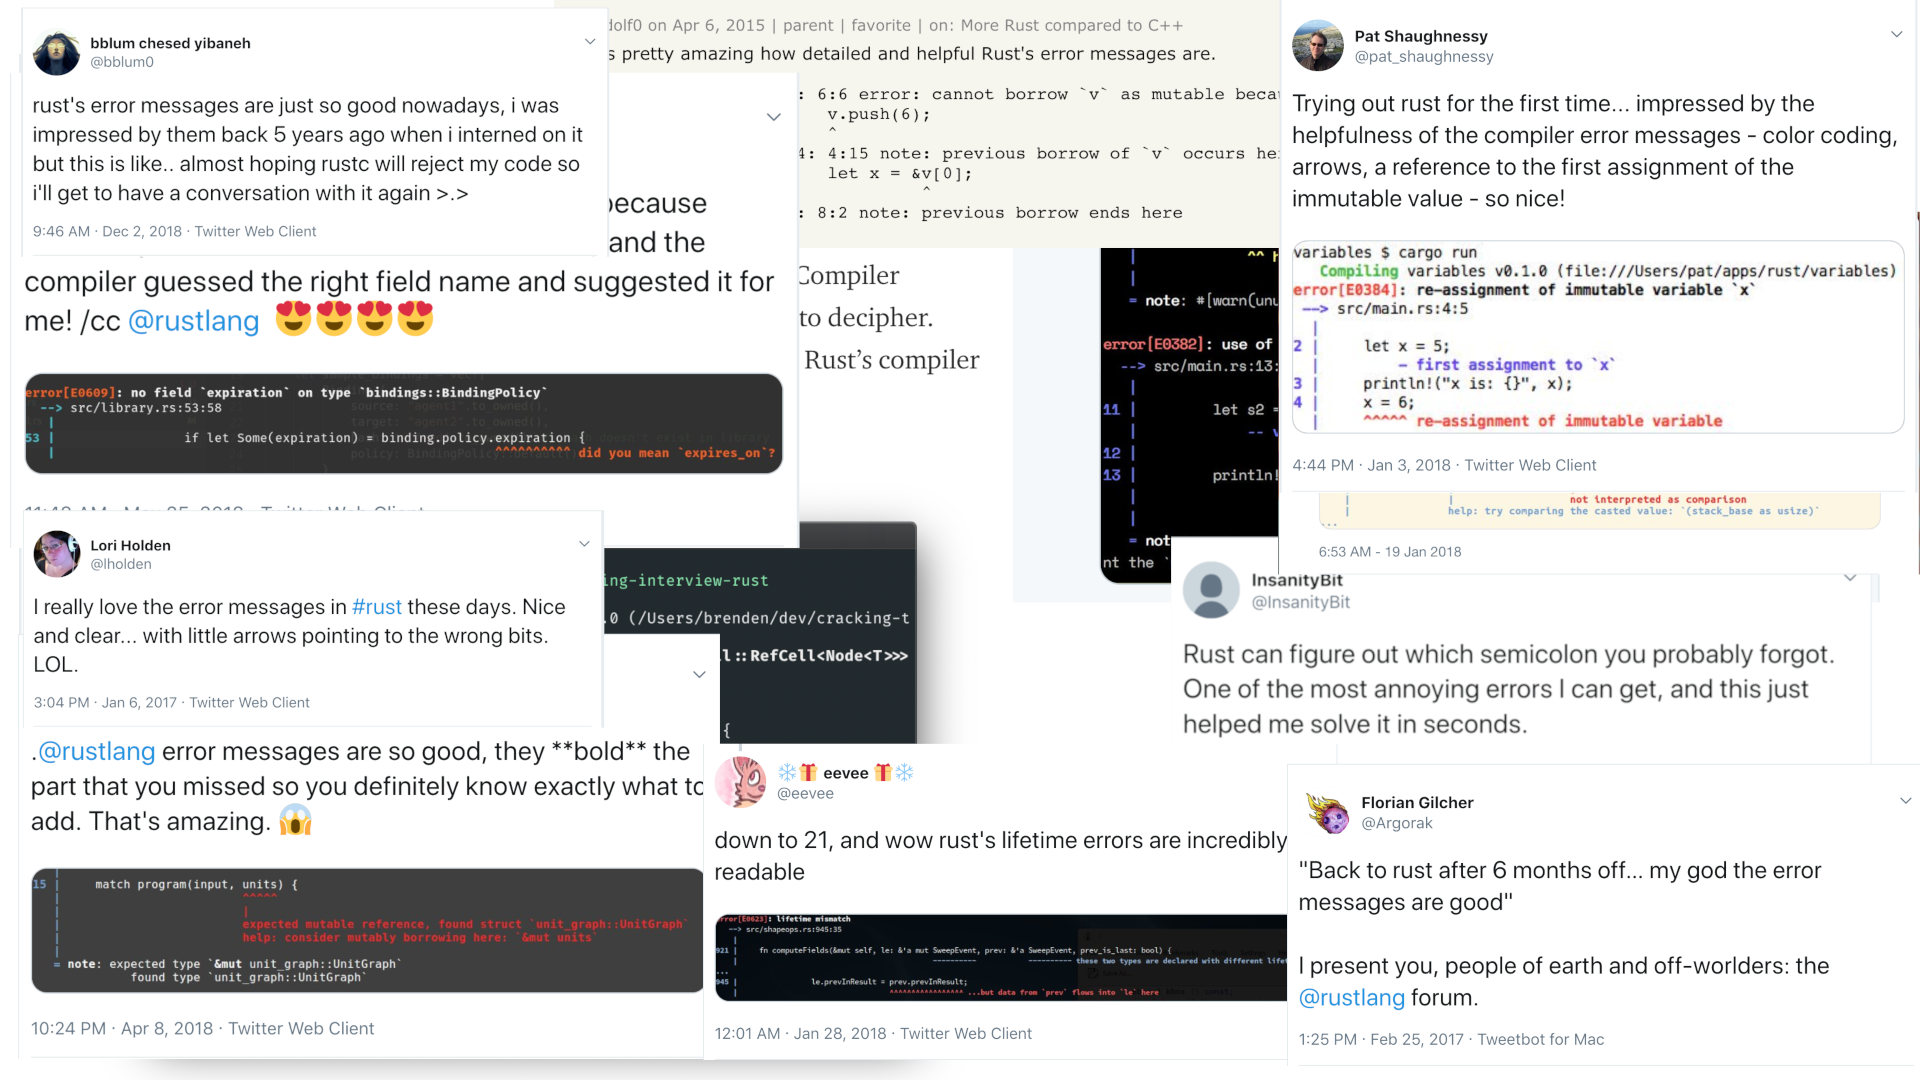 bblum chesed yibaneh
@bblum0
rust's error messages are just so good nowadays, i was
impressed by them back 5 years ago when i interned on it
but this is like.. almost hoping rustc will reject my code so
i'll get to have a conversation with it again >.>
9:46 AM · Dec 2, 2018 · Twitter Web Client
because
and the
compiler guessed the right field name and suggested it for
me! /cc @rustlang 😍😍😍😍
error[E0609]: no field `expiration` on type `bindings::BindingPolicy`
--> src/library.rs:53:58
53 | if let Some(expiration) = binding.policy.expiration {
^^^^^^^^^^ did you mean `expires_on`?
on Apr 6, 2015 | parent | favorite | on: More Rust compared to C++
pretty amazing how detailed and helpful Rust's error messages are.
: 6:6 error: cannot borrow `v` as mutable
v.push(6);
^
4: 4:15 note: previous borrow of `v` occurs
let x = &v[0];
^
: 8:2 note: previous borrow ends here
Compiler
to decipher.
Rust's compiler
^^
= note: #[warn(
error[E0382]: use of
--> src/main.rs:13:
11 | let s2 =
--
12 |
13 | println!
=
nt the `
Pat Shaughnessy
@pat_shaughnessy
Trying out rust for the first time... impressed by the
helpfulness of the compiler error messages - color coding,
arrows, a reference to the first assignment of the
immutable value - so nice!
variables $ cargo run
Compiling variables v0.1.0 (file:///Users/pat/apps/rust/variables)
error[E0384]: re-assignment of immutable variable `x`
--> src/main.rs:4:5
|
2 | let x = 5;
| - first assignment to `x`
3 | println!("x is: {}", x);
4 | x = 6;
| ^^^^^ re-assignment of immutable variable
4:44 PM · Jan 3, 2018 · Twitter Web Client
| | not interpreted as comparison
| help: try comparing the casted value: `(stack_base as usize)`
...
6:53 AM - 19 Jan 2018
Lori Holden
@lholden
I really love the error messages in #rust these days. Nice
and clear... with little arrows pointing to the wrong bits.
LOL.
3:04 PM · Jan 6, 2017 · Twitter Web Client
ing-interview-rust
.0 (/Users/brenden/dev/cracking-t
l::RefCell<Node<T>>>
{
InsanityBit
@InsanityBit
Rust can figure out which semicolon you probably forgot.
One of the most annoying errors I can get, and this just
helped me solve it in seconds.
.@rustlang error messages are so good, they **bold** the
part that you missed so you definitely know exactly what to
add. That's amazing. 😱
15 | match program(input, units) {
| ^^^^^
| |
| expected mutable reference, found struct `unit_graph::UnitGraph`
| help: consider mutably borrowing here: `&mut units`
|
= note: expected type `&mut unit_graph::UnitGraph`
found type `unit_graph::UnitGraph`
10:24 PM · Apr 8, 2018 · Twitter Web Client
❄️🎁 eevee 🎁❄️
@eevee
down to 21, and wow rust's lifetime errors are incredibly
readable
error[E0623]: lifetime mismatch
--> src/shapeops.rs:945:35
|
921 | fn computeFields(&mut self, le: &'a mut SweepEvent, prev: &'a SweepEvent, prev_is_last: bool) {
| ---------- ---------- these two types are declared with different
...
945 | le.prevInResult = prev.prevInResult;
| ^^^^^^^^^^^^^^^^^ ...but data from `prev` flows into `le` here
12:01 AM · Jan 28, 2018 · Twitter Web Client
Florian Gilcher
@Argorak
"Back to rust after 6 months off... my god the error
messages are good"
I present you, people of earth and off-worlders: the
@rustlang forum.
1:25 PM · Feb 25, 2017 · Tweetbot for Mac